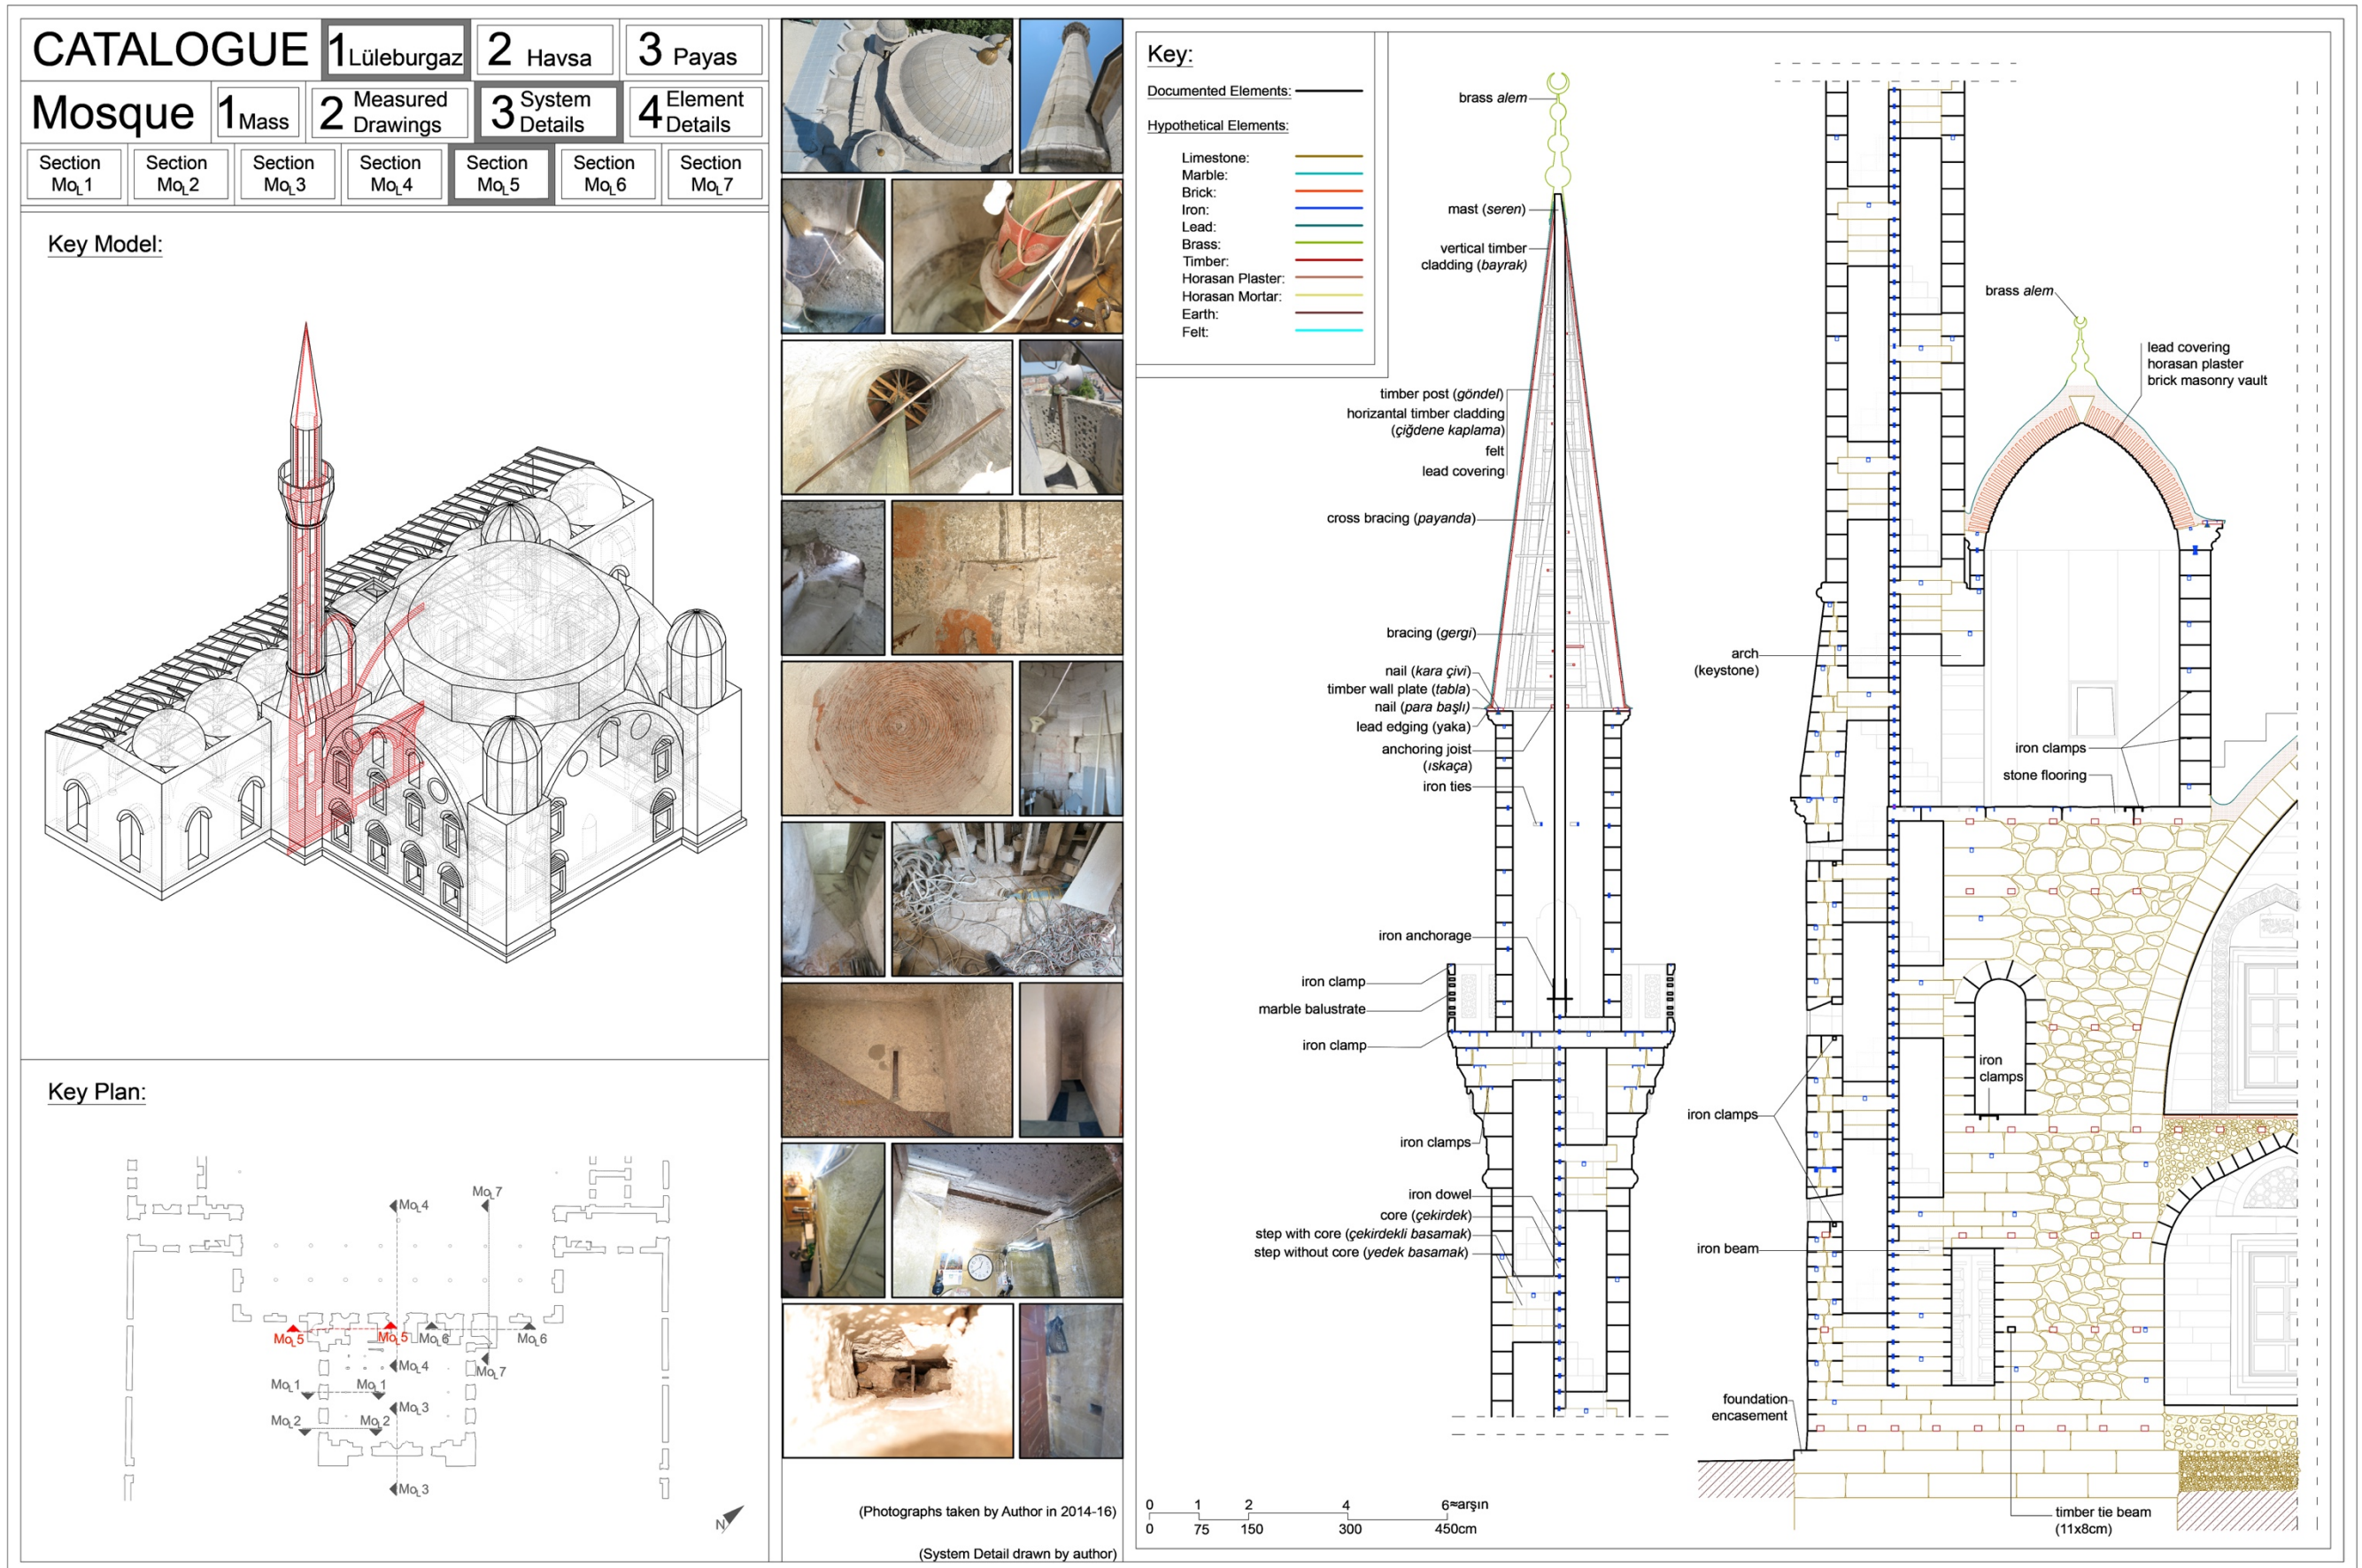 CATALOGUE
1 Lüleburgaz
2 Havsa
3 Payas
Mosque
1 Mass
2 Measured
Drawings
3 System
Details
4 Element
Details
Section
MoL1
Section
MoL2
Section
MoL3
Section
MoL4
Section
MoL5
Section
MoL6
Section
MoL7
Key Model:
Key Plan:
MoL4
MoL7
MoL5
MoL5
MoL6
MoL6
MoL4
MoL7
MoL1
MoL1
MoL3
MoL2
MoL2
MoL3
N
(Photographs taken by Author in 2014-16)
(System Detail drawn by author)
Key:
Documented Elements:
Hypothetical Elements:
Limestone:
Marble:
Brick:
Iron:
Lead:
Brass:
Timber:
Horasan Plaster:
Horasan Mortar:
Earth:
Felt:
brass alem
mast (seren)
vertical timber
cladding (bayrak)
timber post (göndel)
horizantal timber cladding
(çiğdene kaplama)
felt
lead covering
cross bracing (payanda)
bracing (gergi)
nail (kara çivi)
timber wall plate (tabla)
nail (para başlı)
lead edging (yaka)
anchoring joist
(ıskaça)
iron ties
iron anchorage
iron clamp
marble balustrate
iron clamp
iron clamps
iron dowel
core (çekirdek)
step with core (çekirdekli basamak)
step without core (yedek basamak)
0 1 2 4 6≈arşın
0 75 150 300 450cm
brass alem
lead covering
horasan plaster
brick masonry vault
arch
(keystone)
iron clamps
stone flooring
iron
clamps
iron clamps
iron beam
foundation
encasement
timber tie beam
(11x8cm)